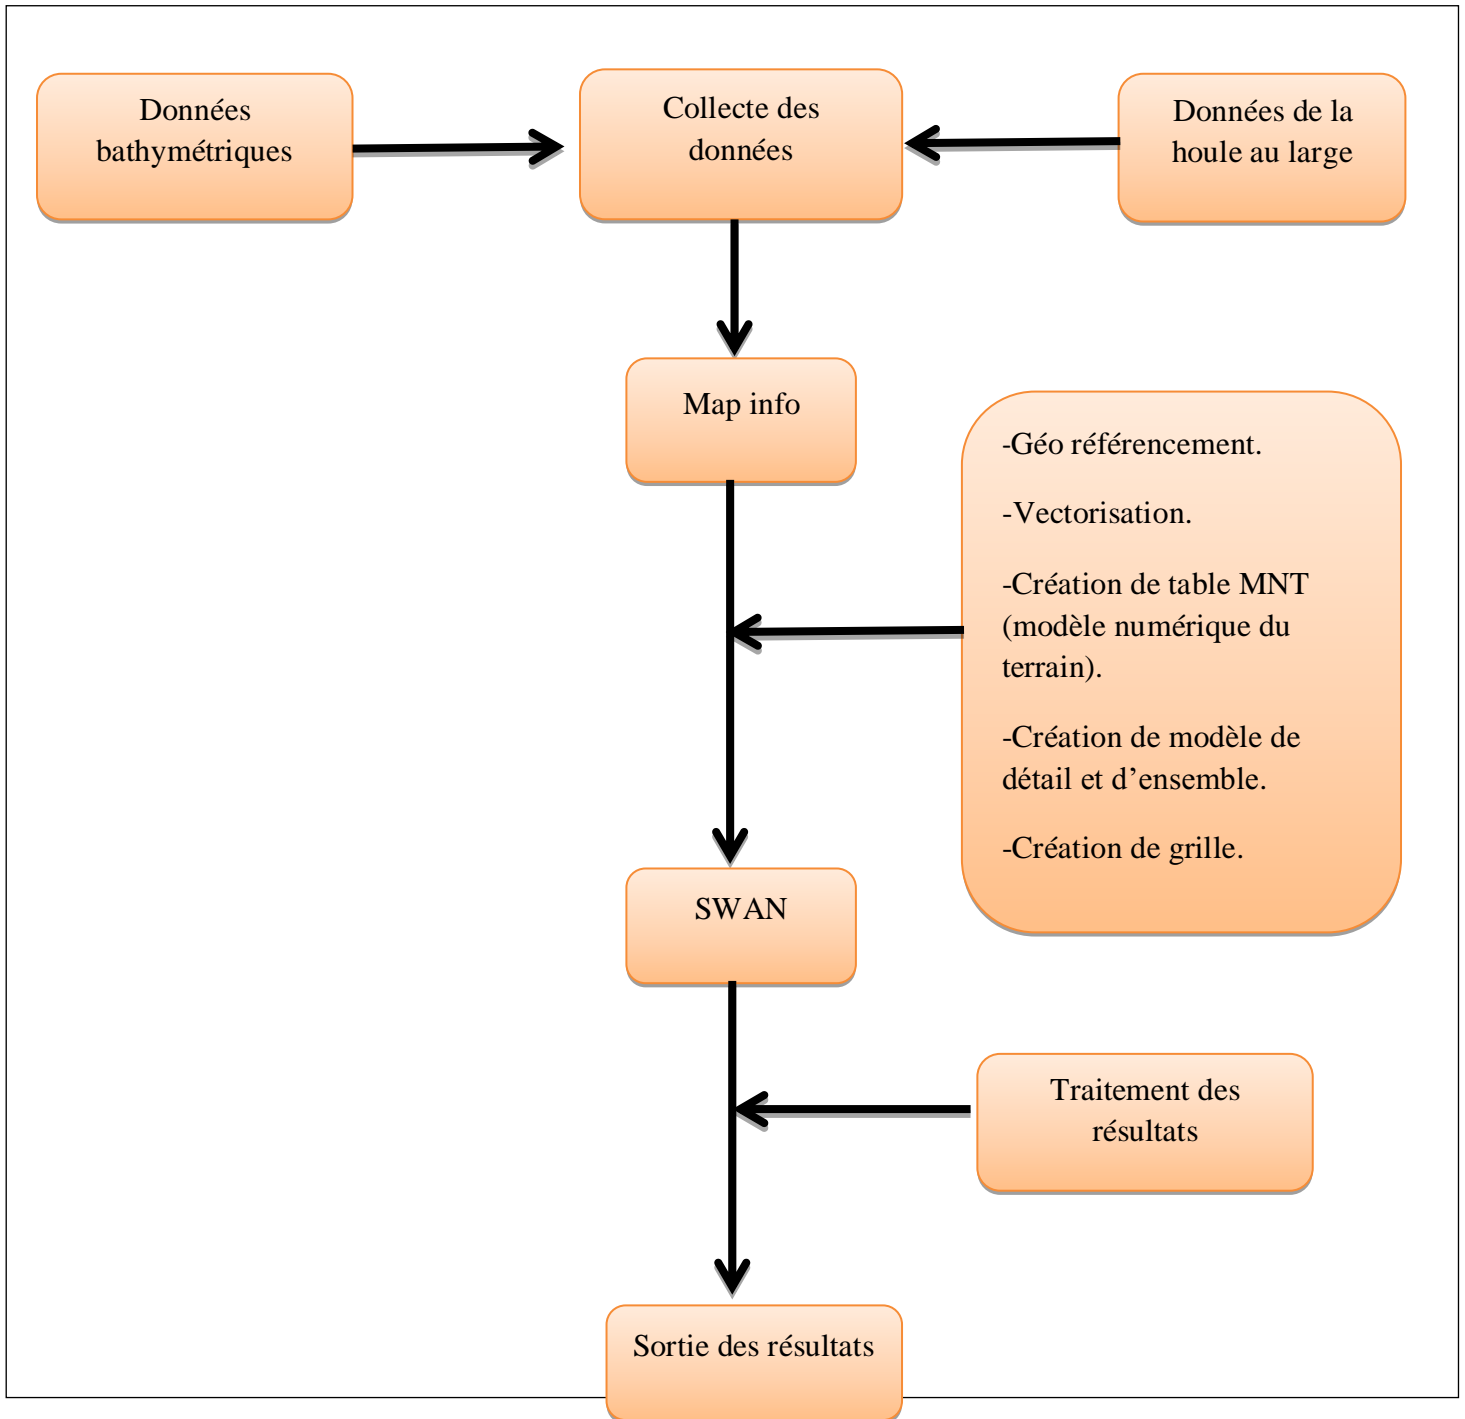 Données
bathymétriques
Collecte des
données
Données de la
houle au large
Map info
-Géo référencement.
-Vectorisation.
-Création de table MNT
(modèle numérique du
terrain).
-Création de modèle de
détail et d’ensemble.
-Création de grille.
SWAN
Traitement des
résultats
Sortie des résultats